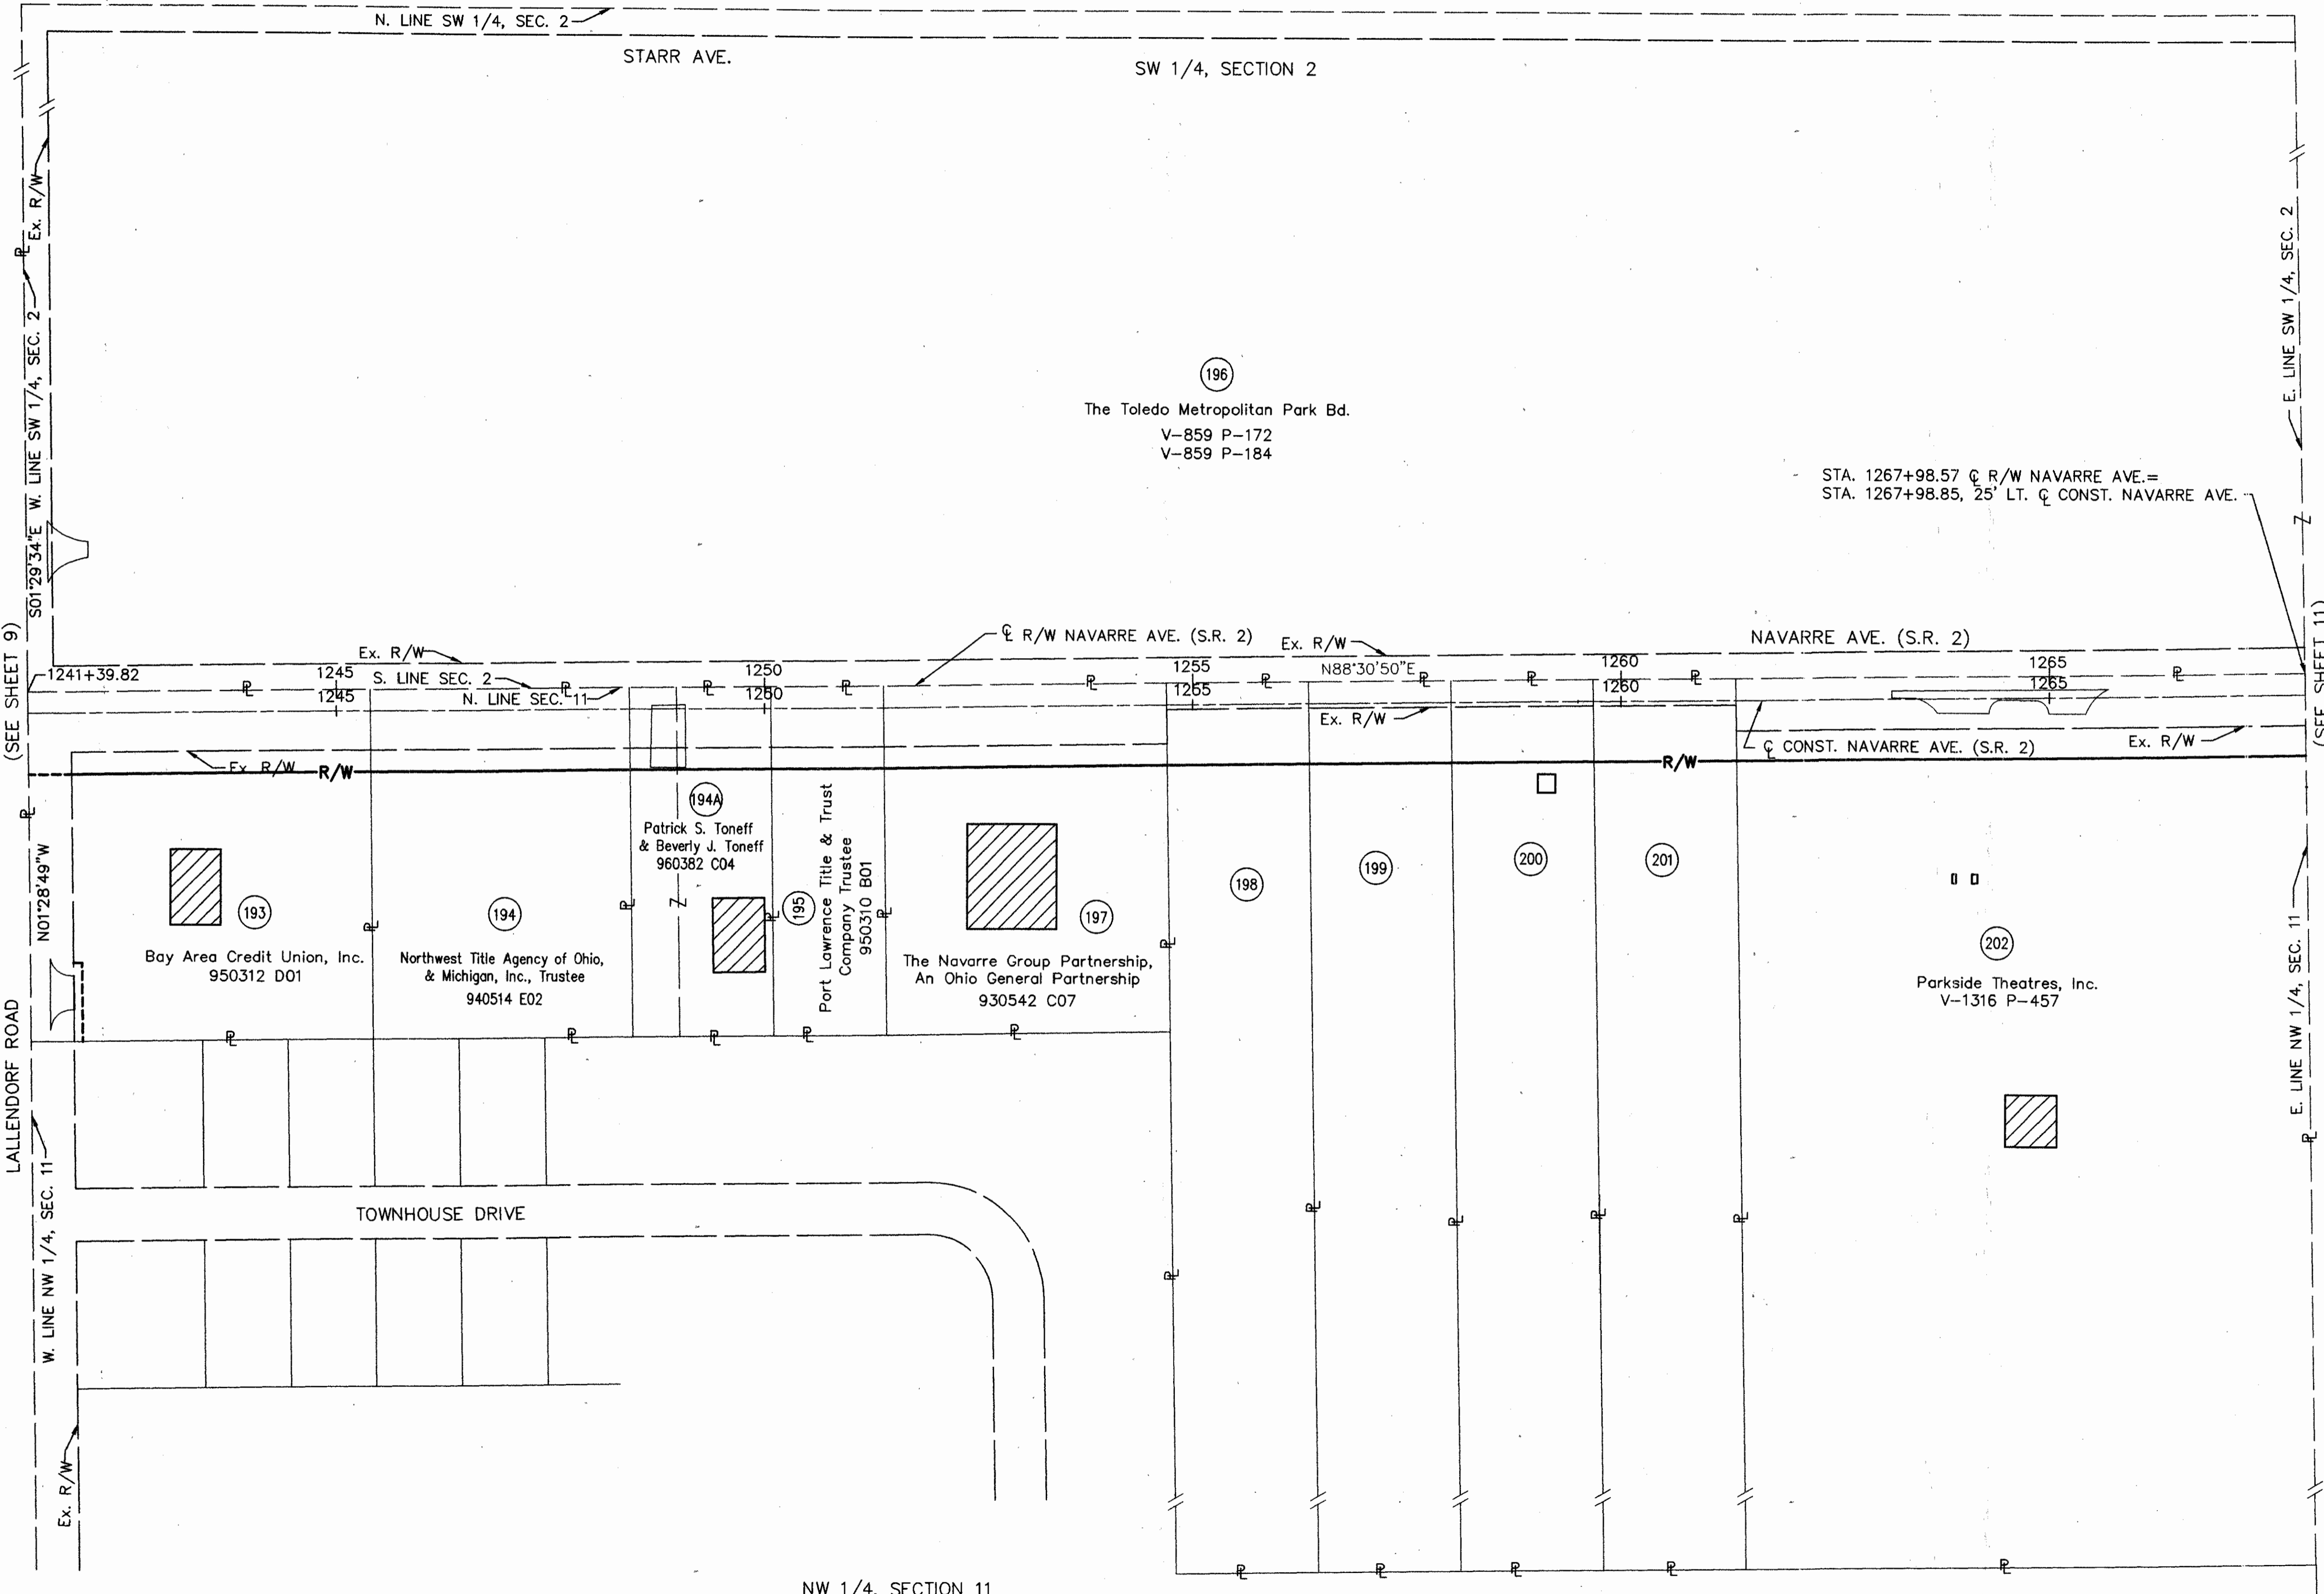 N. LINE SW 1/4, SEC. 2
STARR AVE.
SW 1/4, SECTION 2
Ex. R/W
S01°29'34"E W. LINE SW 1/4, SEC. 2
E. LINE SW 1/4, SEC. 2
196
The Toledo Metropolitan Park Bd.
V-859 P-172
V-859 P-184
STA. 1267+98.57 ℄ R/W NAVARRE AVE.=
STA. 1267+98.85, 25' LT. ℄ CONST. NAVARRE AVE.
(SEE SHEET 9)
(SEE SHEET 11)
℄ R/W NAVARRE AVE. (S.R. 2)
Ex. R/W
NAVARRE AVE. (S.R. 2)
Ex. R/W
1241+39.82
1245
S. LINE SEC. 2
1250
1255
N88°30'50"E
1260
1265
1245
N. LINE SEC. 11
1250
1265
1260
1265
Ex. R/W
℄ CONST. NAVARRE AVE. (S.R. 2)
Ex. R/W
Ex. R/W
R/W
R/W
194A
Patrick S. Toneff
& Beverly J. Toneff
960382 C04
Port Lawrence Title & Trust
Company Trustee
950310 B01
195
N01°28'49"W
193
Bay Area Credit Union, Inc.
950312 D01
194
Northwest Title Agency of Ohio,
& Michigan, Inc., Trustee
940514 E02
197
The Navarre Group Partnership,
An Ohio General Partnership
930542 C07
198
199
200
201
202
Parkside Theatres, Inc.
V-1316 P-457
E. LINE NW 1/4, SEC. 11
LALLENDORF ROAD
W. LINE NW 1/4, SEC. 11
TOWNHOUSE DRIVE
Ex. R/W
NW 1/4, SECTION 11